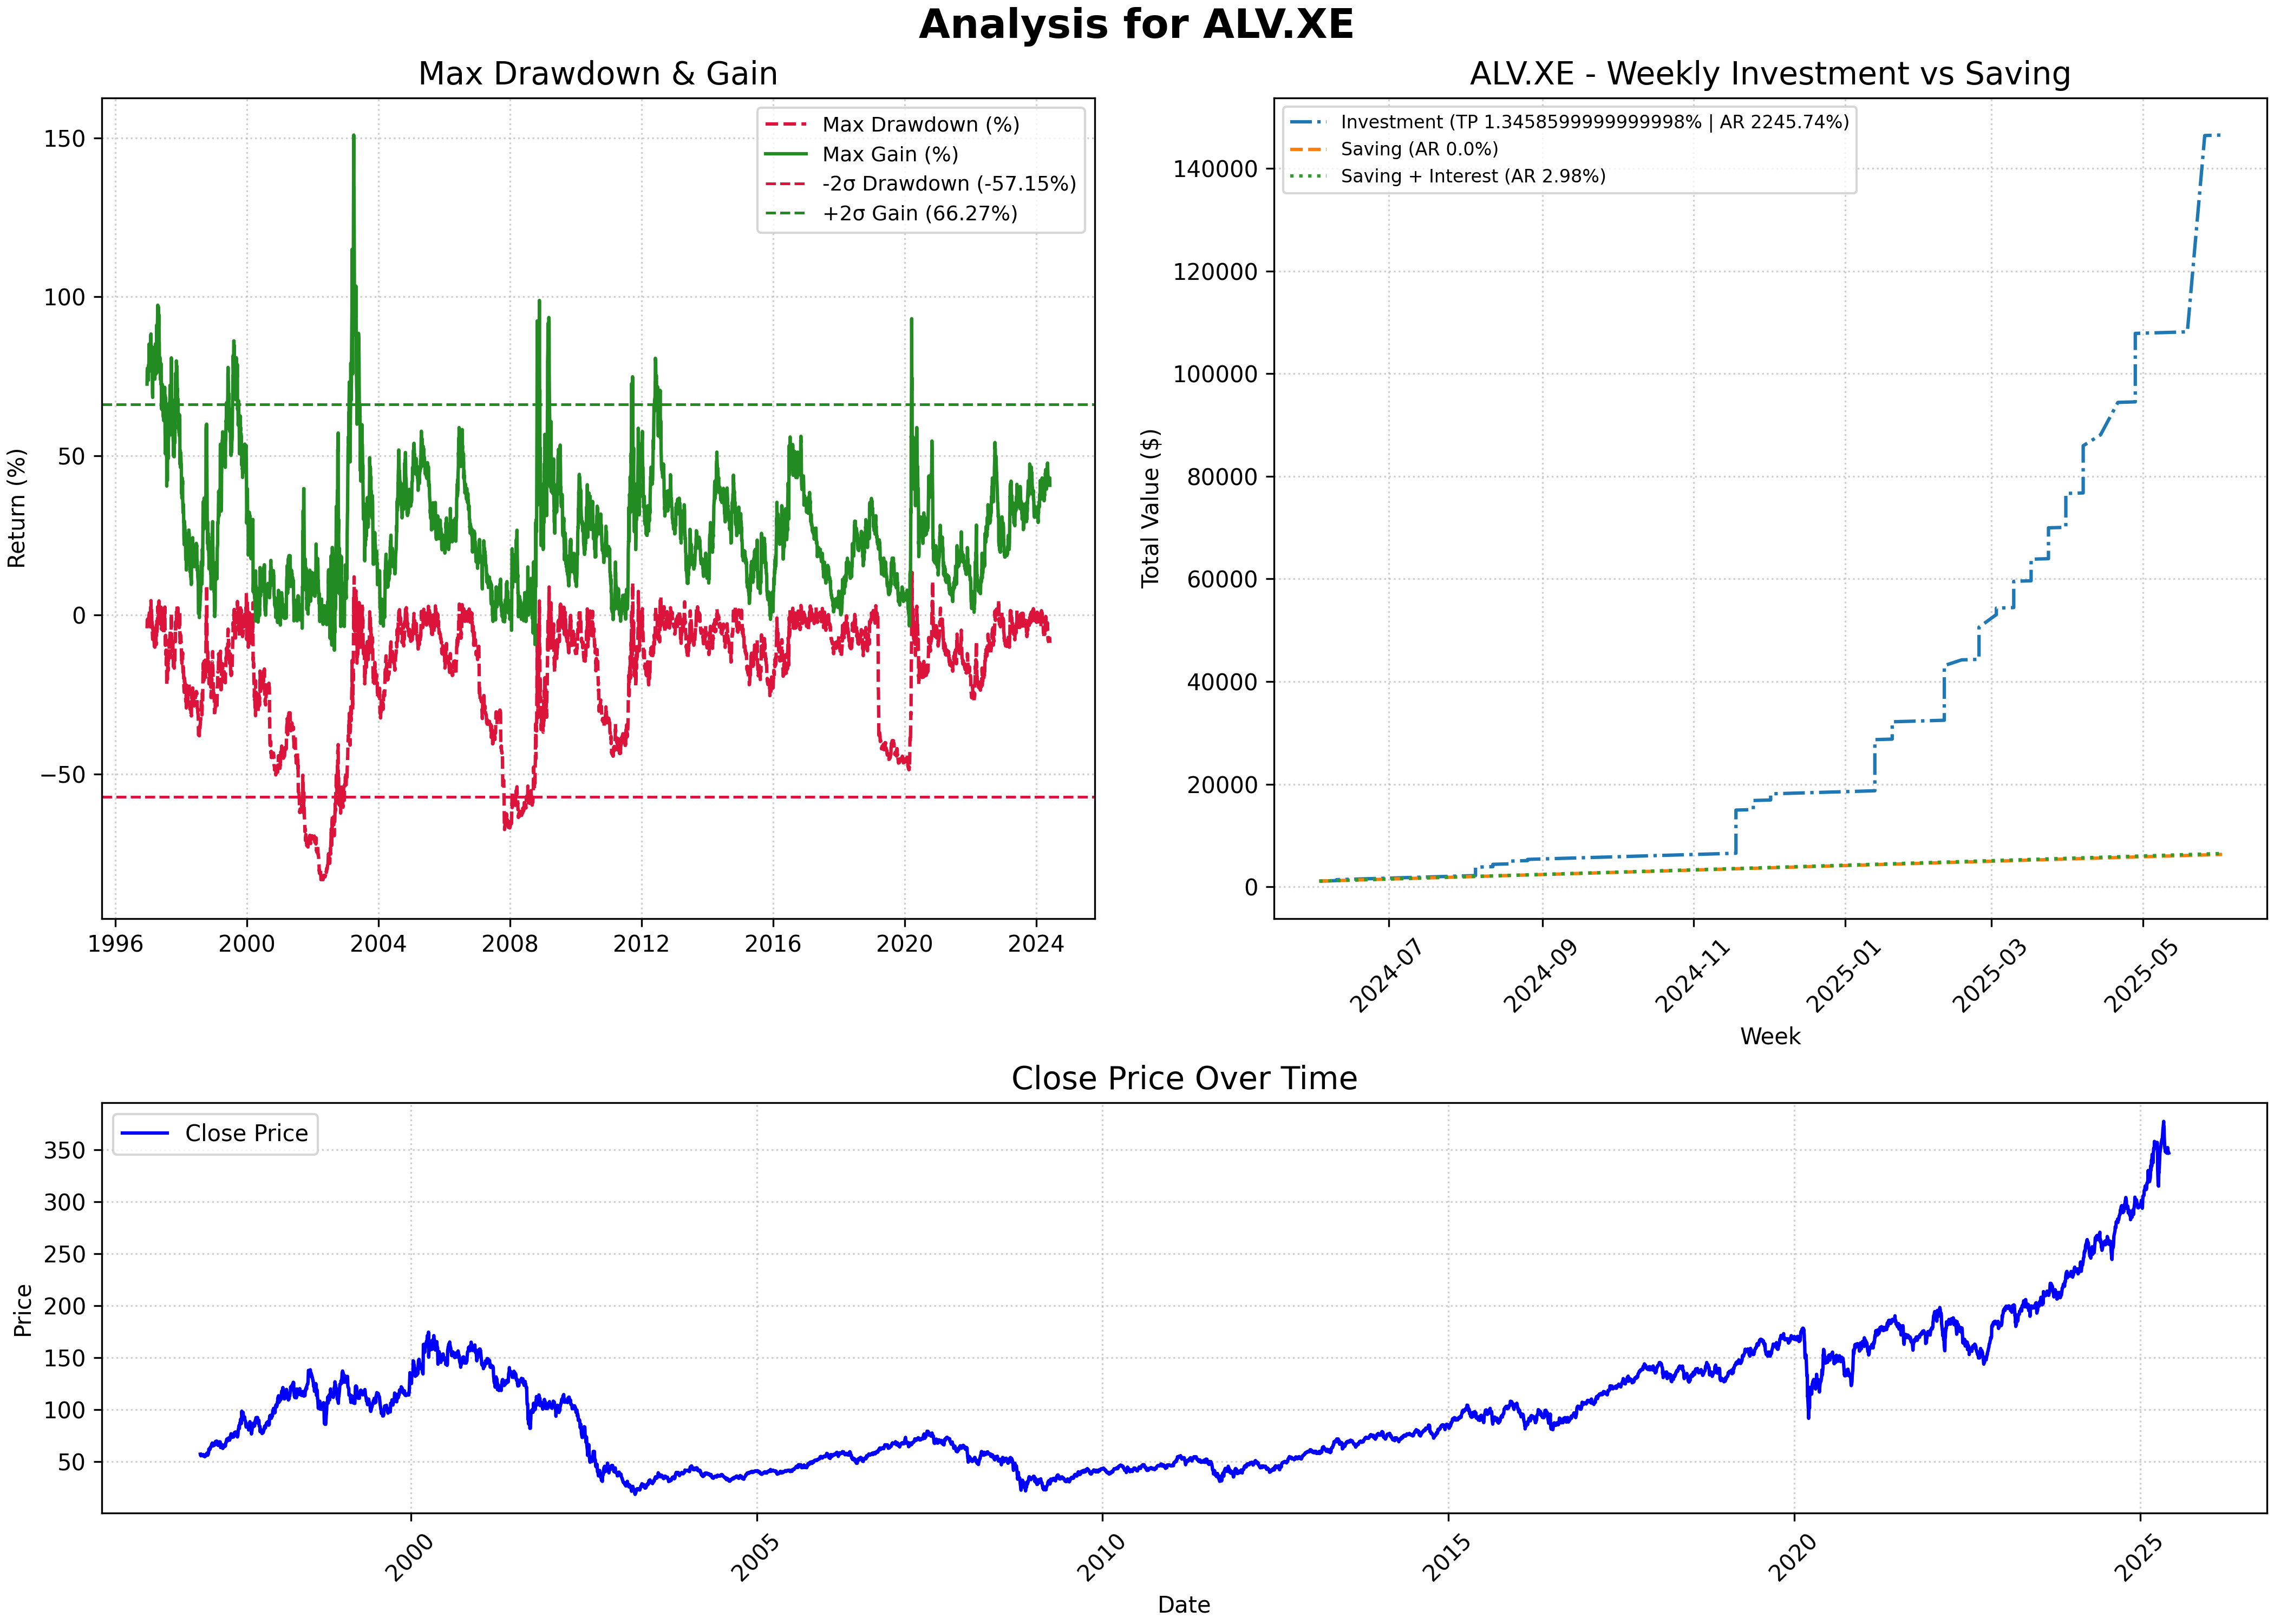 Analysis for ALV.XE
Max Drawdown & Gain
Return (%)
150
100
50
0
−50
1996
2000
2004
2008
2012
2016
2020
2024
Max Drawdown (%)
Max Gain (%)
-2σ Drawdown (-57.15%)
+2σ Gain (66.27%)
ALV.XE - Weekly Investment vs Saving
Total Value ($)
140000
120000
100000
80000
60000
40000
20000
0
2024-07
2024-09
2024-11
2025-01
2025-03
2025-05
Week
Investment (TP 1.3458599999999998% | AR 2245.74%)
Saving (AR 0.0%)
Saving + Interest (AR 2.98%)
Close Price Over Time
Price
350
300
250
200
150
100
50
2000
2005
2010
2015
2020
2025
Date
Close Price